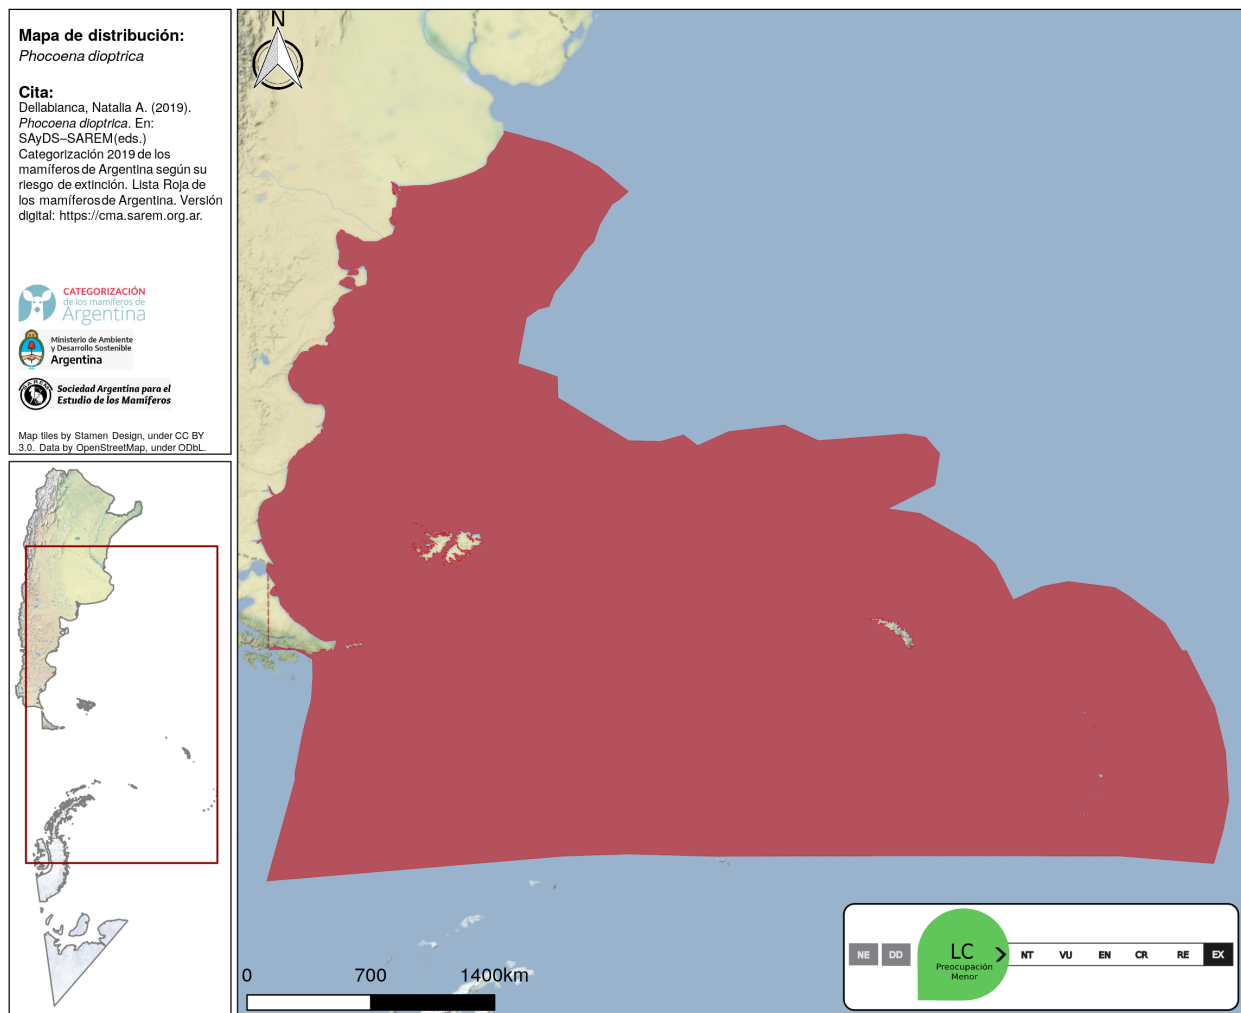 Mapa de distribución:
Phocoena dioptrica
Cita:
Dellabianca, Natalia A. (2019).
Phocoena dioptrica. En:
SAyDS–SAREM(eds.)
Categorización 2019 de los
mamíferos de Argentina según su
riesgo de extinción. Lista Roja de
los mamíferos de Argentina. Versión
digital: https://cma.sarem.org.ar.
CATEGORIZACIÓN
de los mamíferos de
Argentina
Ministerio de Ambiente
y Desarrollo Sostenible
Argentina
SAREM
Sociedad Argentina para el
Estudio de los Mamíferos
Map tiles by Stamen Design, under CC BY
3.0. Data by OpenStreetMap, under ODbL.
N
0 700 1400km
NE DD LC NT VU EN CR RE EX
Preocupación
Menor